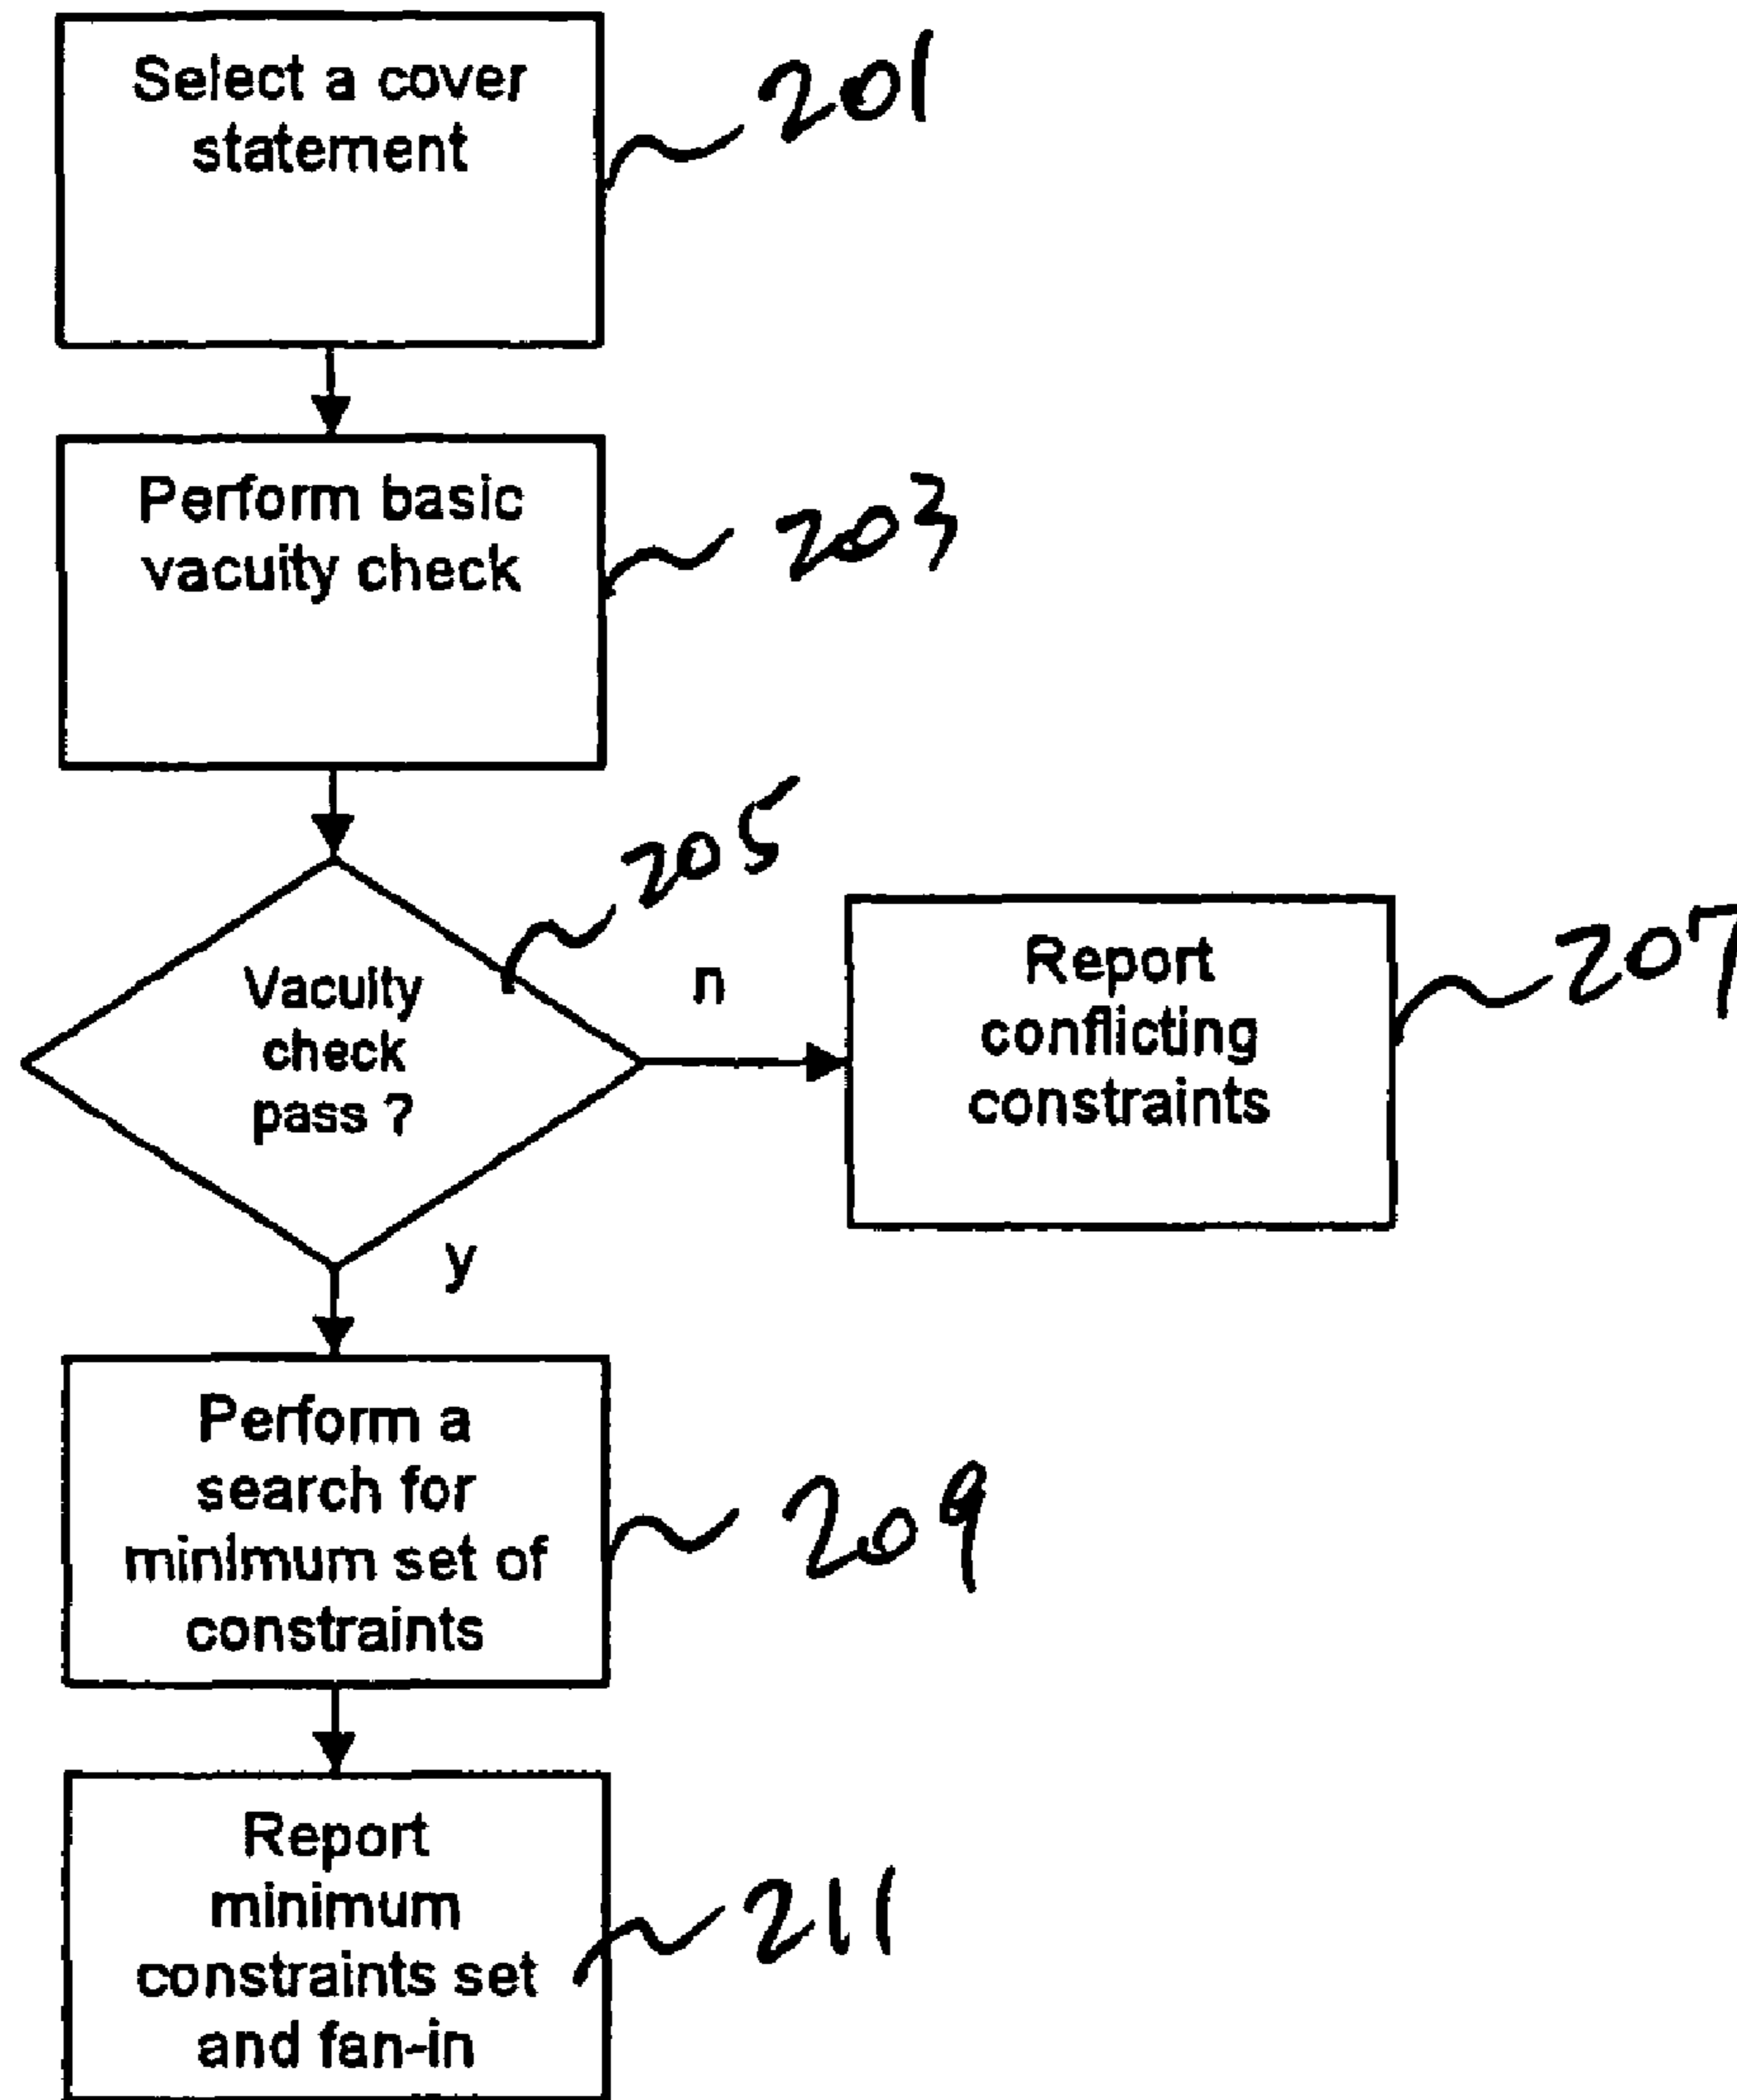 Select a cover
statement
201
Perform basic
vacuity check
203
205
Vacuity
check
pass ?
n
Report
conflicting
constraints
207
y
Perform a
search for
minimum set of
constraints
209
Report
minimum
constraints set
and fan-in
211